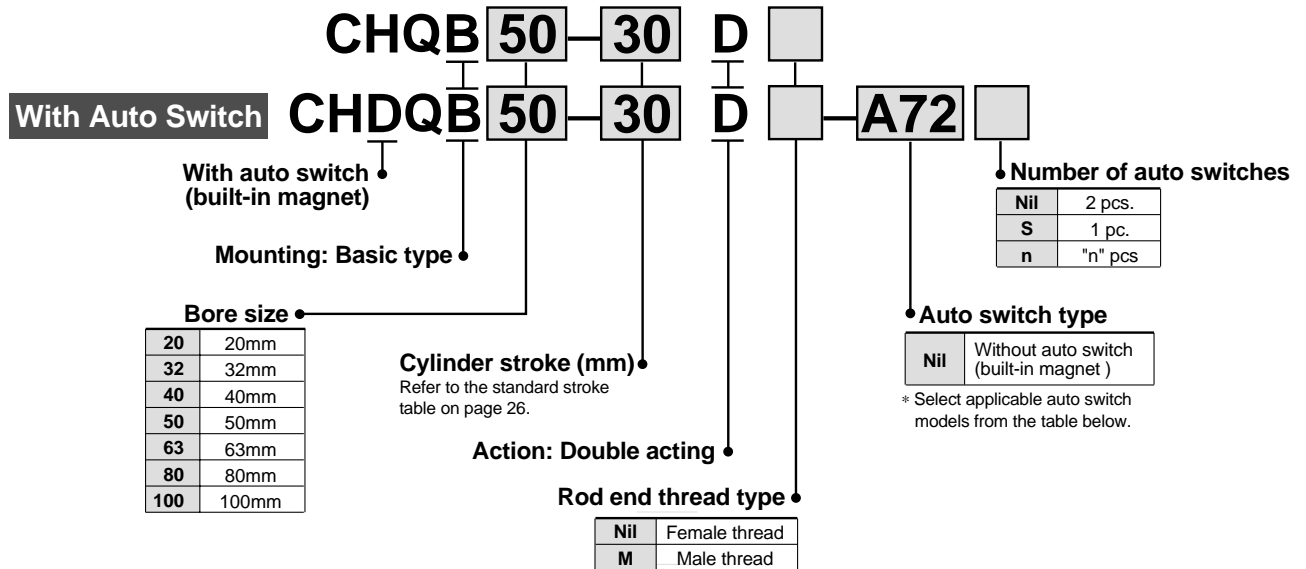 CHQB 50 – 30 D
With Auto Switch CHDQB 50 – 30 D – A72
With auto switch
(built-in magnet)
Mounting: Basic type
Bore size
20 20mm
32 32mm
40 40mm
50 50mm
63 63mm
80 80mm
100 100mm
Cylinder stroke (mm)
Refer to the standard stroke
table on page 26.
Action: Double acting
Rod end thread type
Nil Female thread
M Male thread
Number of auto switches
Nil 2 pcs.
S 1 pc.
n "n" pcs
Auto switch type
Nil Without auto switch
(built-in magnet )
* Select applicable auto switch
models from the table below.